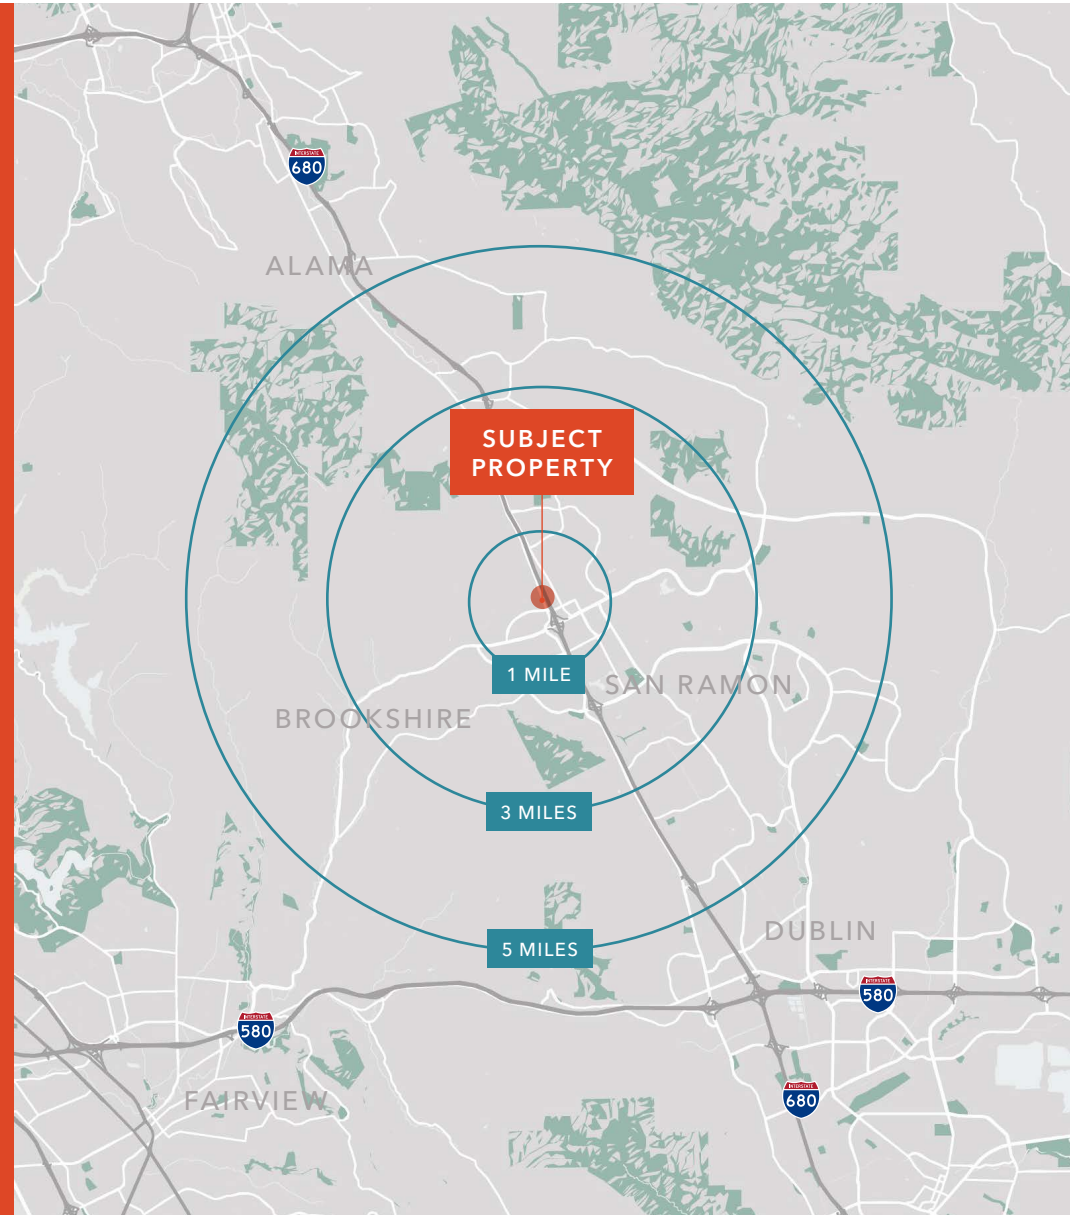 INTERSTATE
680
ALAMA
SUBJECT
PROPERTY
1 MILE
SAN RAMON
BROOKSHIRE
3 MILES
DUBLIN
5 MILES
INTERSTATE
580
INTERSTATE
580
INTERSTATE
680
FAIRVIEW